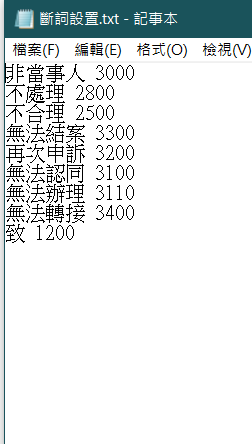 斷詞設置.txt - 記事本
檔案(F) 編輯(E) 格式(O) 檢視(V)
非當事人 3000
不處理 2800
不合理 2500
無法結案 3300
再次申訴 3200
無法認同 3100
無法辦理 3110
無法轉接 3400
致 1200